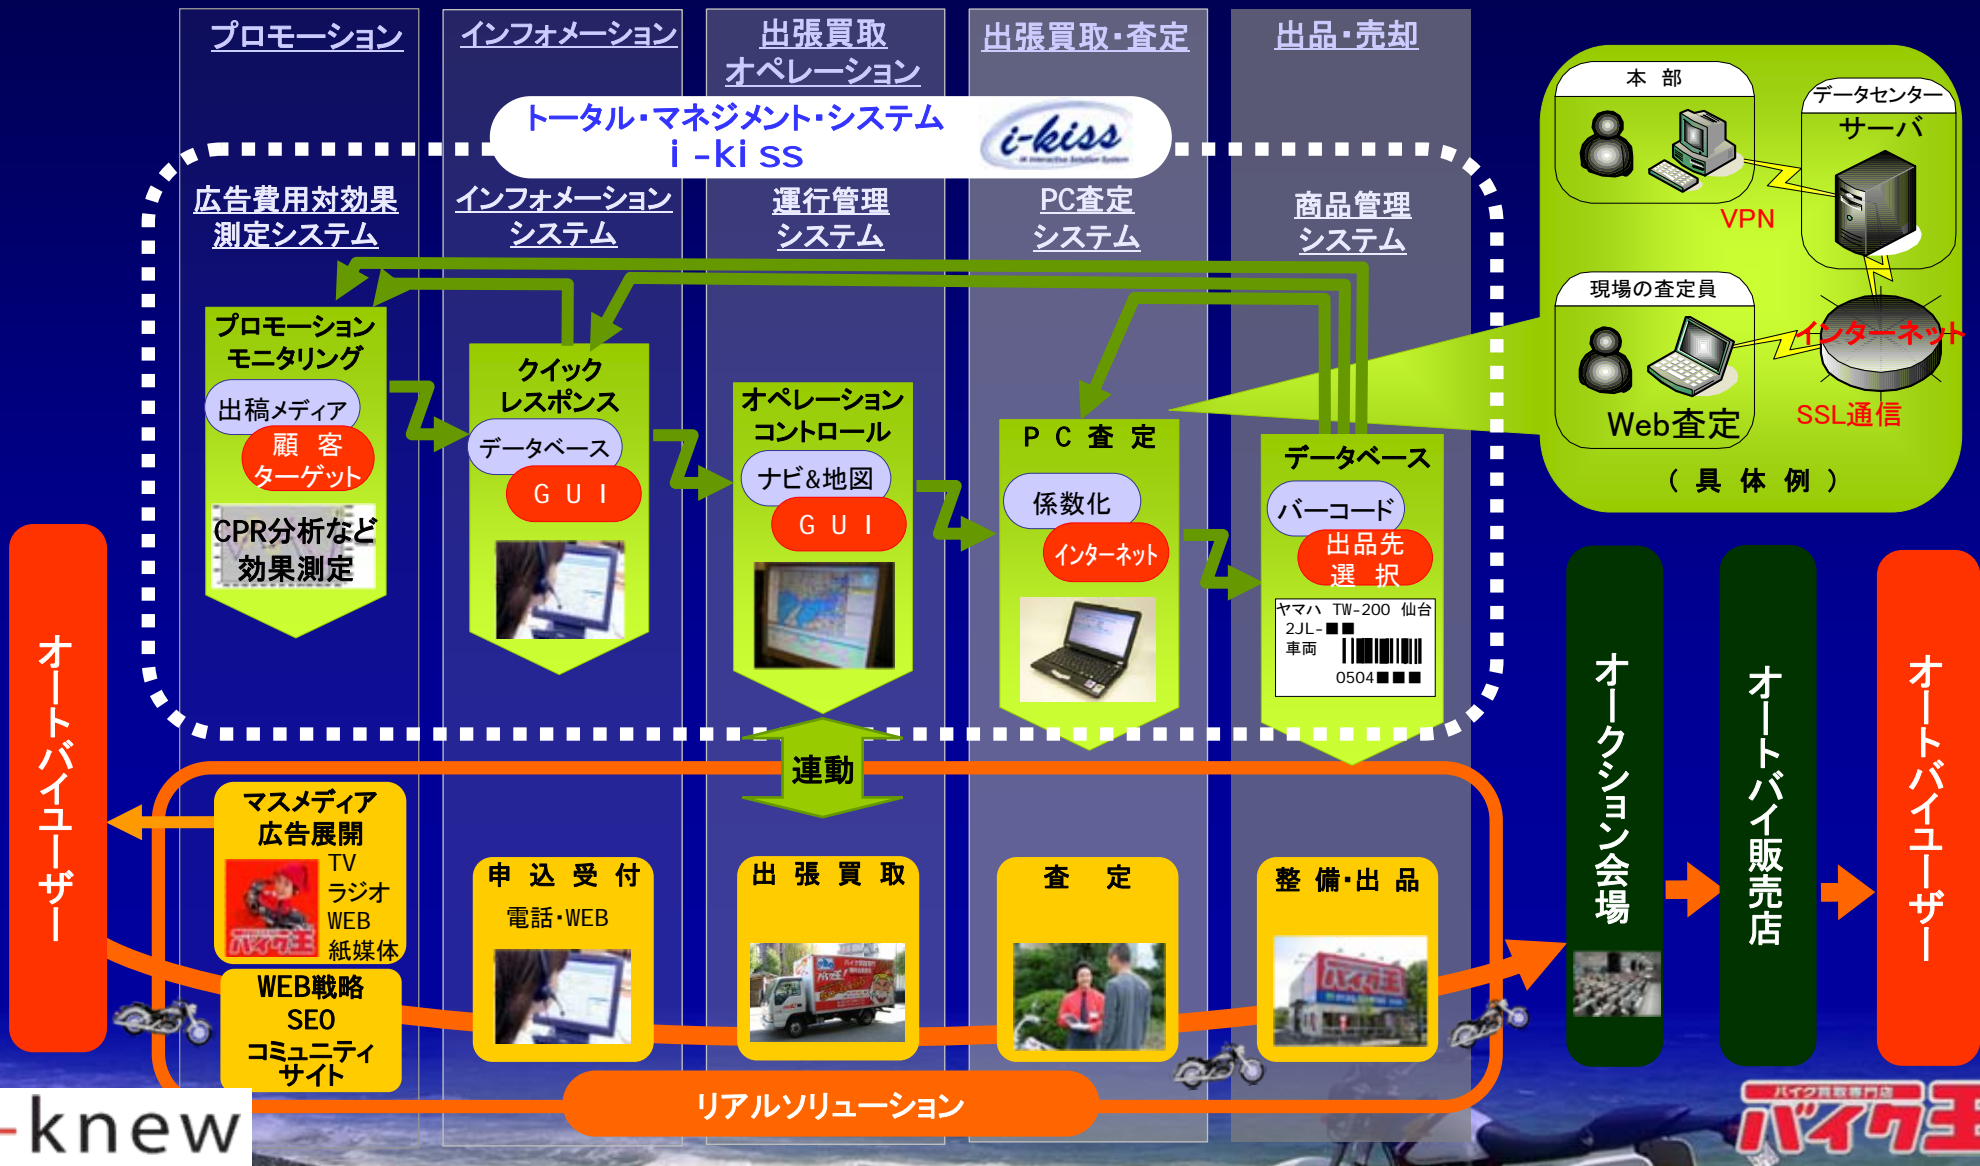 プロモーション
インフォメーション
出張買取
オペレーション
出張買取・査定
出品・売却
トータル・マネジメント・システム
i-kiss
i-kiss
広告費用対効果
測定システム
インフォメーション
システム
運行管理
システム
PC査定
システム
商品管理
システム
プロモーション
モニタリング
出稿メディア
顧 客
ターゲット
CPR分析など
効果測定
クイック
レスポンス
データベース
GUI
オペレーション
コントロール
ナビ&地図
GUI
PC査定
係数化
インターネット
データベース
バーコード
出品先
選 択
ヤマハ TW-200 仙台
2JL-■■
車両
0504■■■
本 部
データセンター
サーバ
VPN
現場の査定員
インターネット
Web査定
SSL通信
(具体例)
連動
オートバイユーザー
マスメディア
広告展開
TV
ラジオ
WEB
紙媒体
バイク王
WEB戦略
SEO
コミュニティ
サイト
申込受付
電話・WEB
出張買取
査 定
整備・出品
バイク王
リアルソリューション
オークション会場
オートバイ販売店
オートバイユーザー
-knew
バイク買取専門店
バイク王